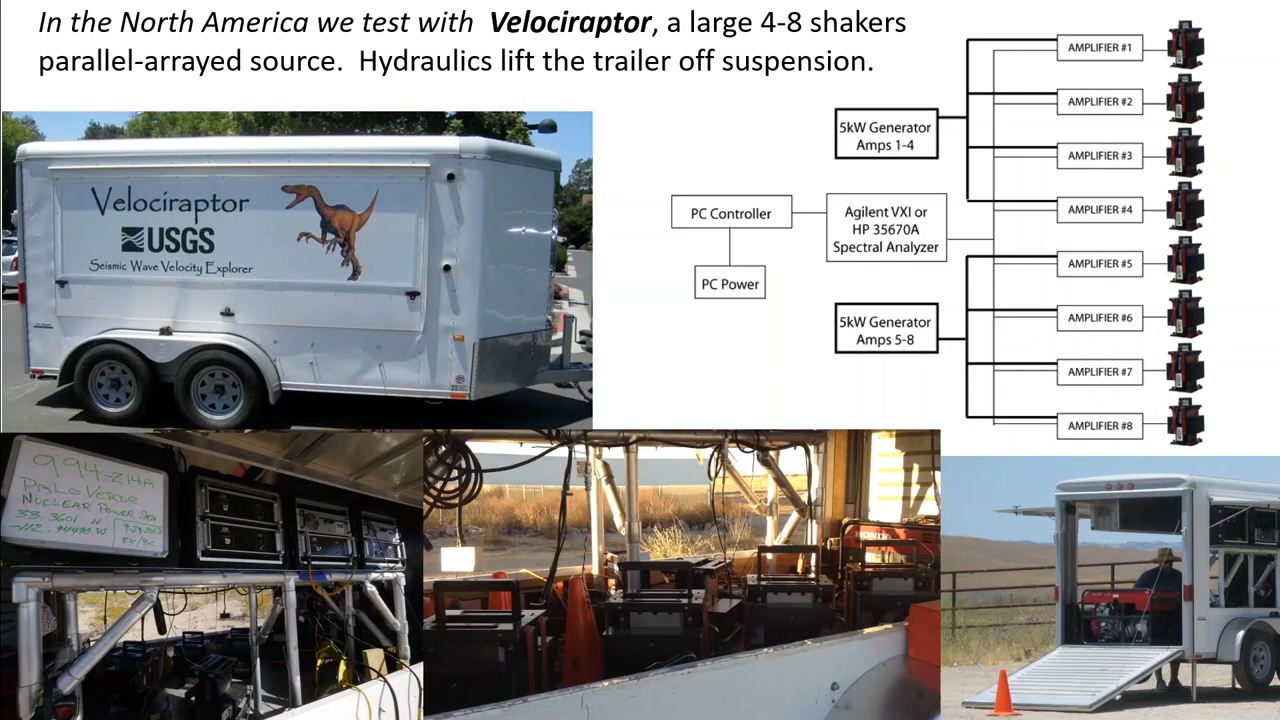 In the North America we test with Velociraptor, a large 4-8 shakers
parallel-arrayed source. Hydraulics lift the trailer off suspension.
Velociraptor
USGS
Seismic Wave Velocity Explorer
PC Controller
PC Power
Agilent VXI or
HP 35670A
Spectral Analyzer
5kW Generator
Amps 1-4
5kW Generator
Amps 5-8
AMPLIFIER #1
AMPLIFIER #2
AMPLIFIER #3
AMPLIFIER #4
AMPLIFIER #5
AMPLIFIER #6
AMPLIFIER #7
AMPLIFIER #8
994-214A
PALO VERDE
NUCLEAR POWER
33.3601 N
HONDA